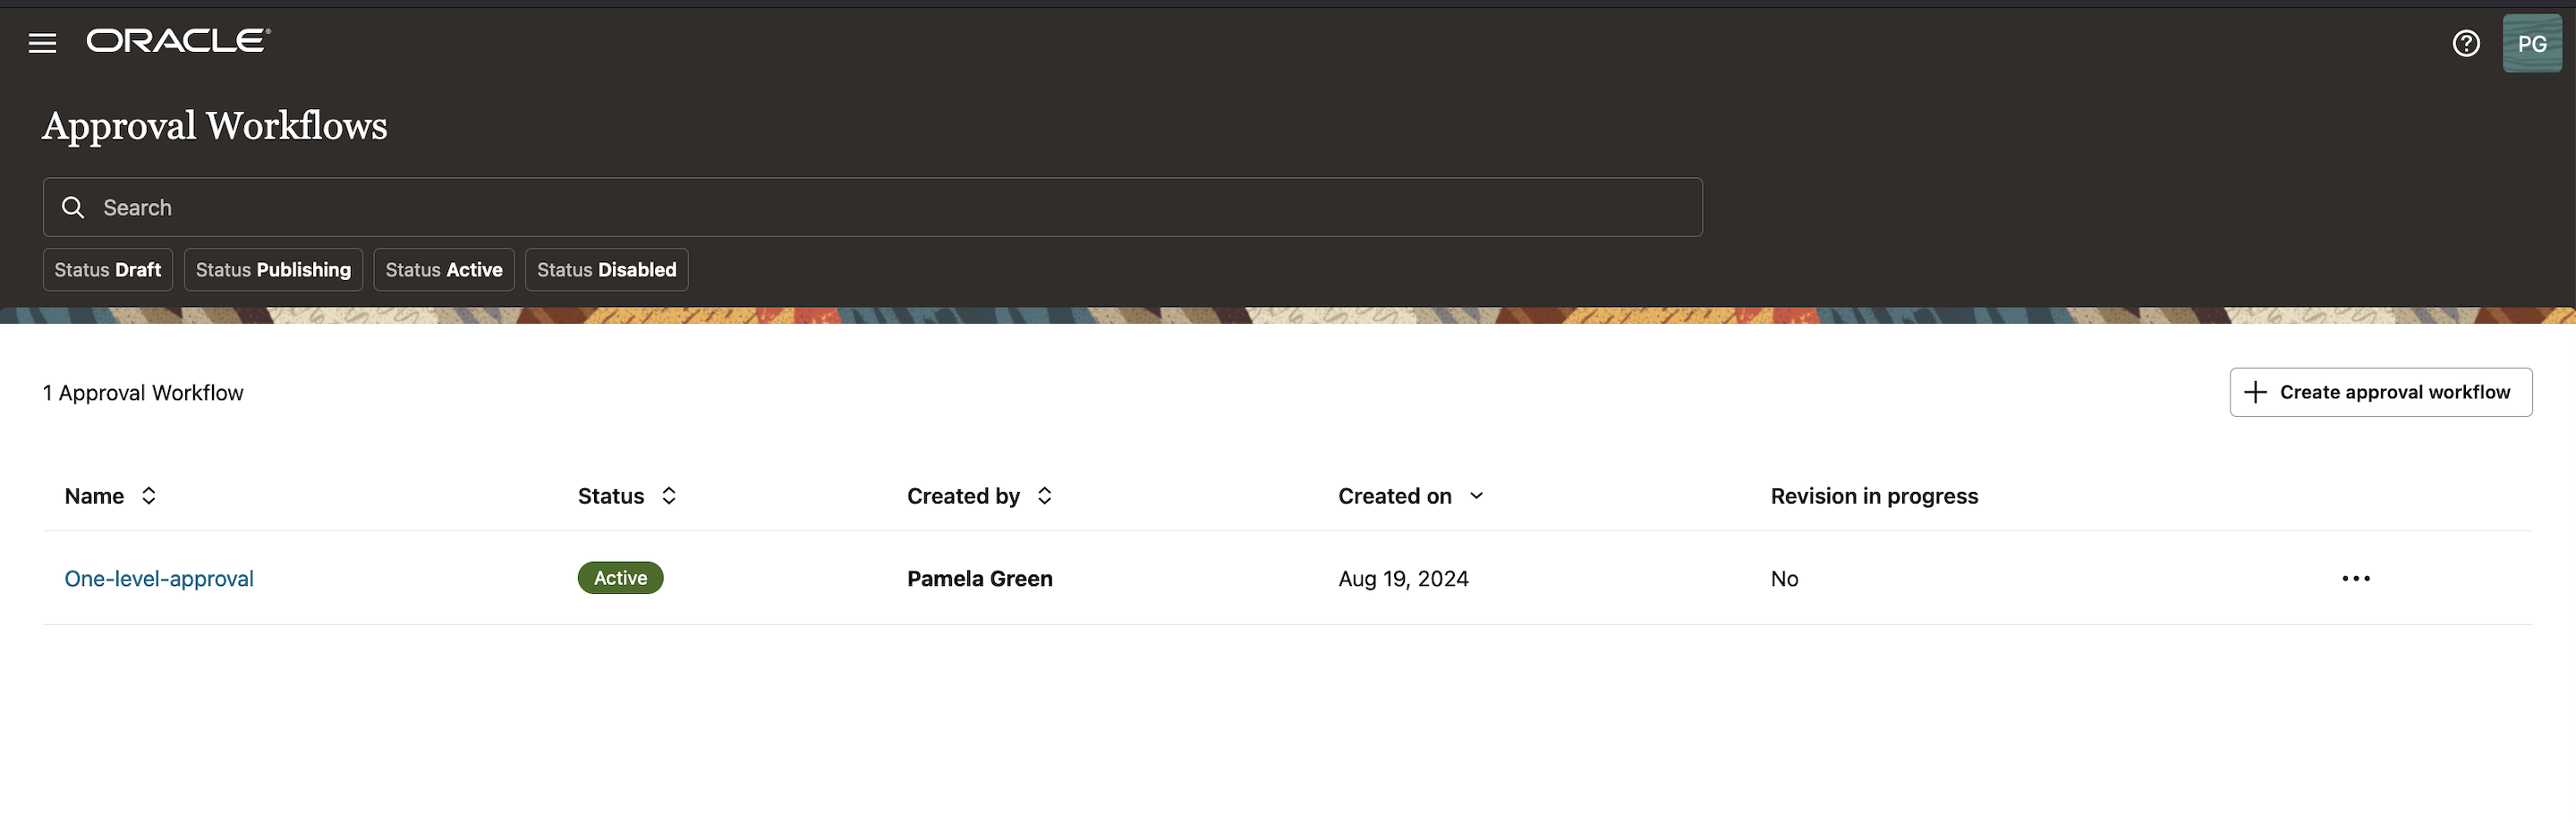 ORACLE®
PG
Approval Workflows
Search
Status Draft Status Publishing Status Active Status Disabled
1 Approval Workflow
Create approval workflow
Name Status Created by Created on Revision in progress
One-level-approval Active Pamela Green Aug 19, 2024 No